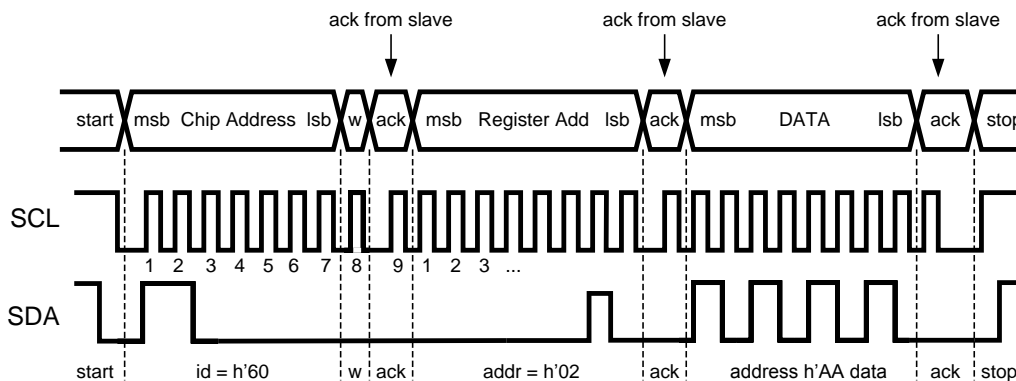 ack from slave ack from slave ack from slave
start msb Chip Address lsb w ack msb Register Add lsb ack msb DATA lsb ack stop
SCL
1 2 3 4 5 6 7 8 9 1 2 3 ...
SDA
start id = h'60 w ack addr = h'02 ack address h'AA data ack stop